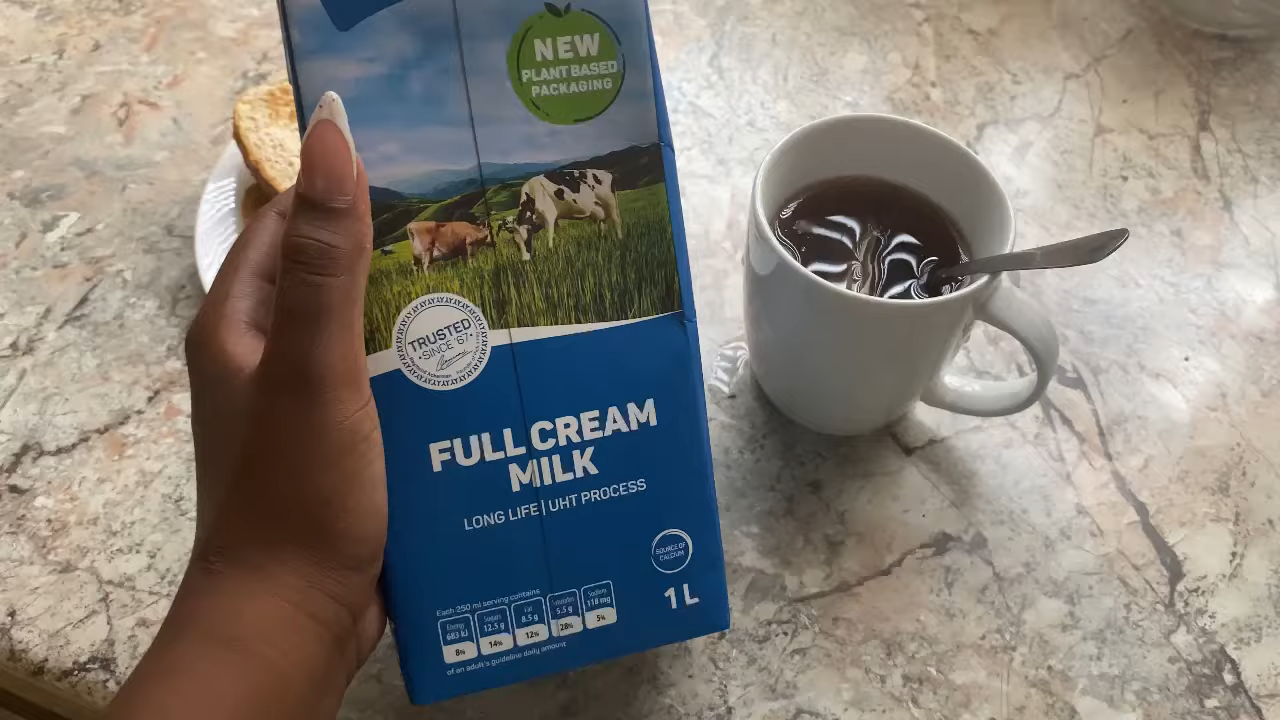 NEW
PLANT BASED
PACKAGING
TRUSTED
SINCE 67
FULL CREAM
MILK
LONG LIFE | UHT PROCESS
SOURCE OF
CALCIUM
1L
Each 250 ml serving contains
Energy
683 kJ
8%
Sugars
12.5 g
14%
Fat
8.5 g
12%
5.5 g
28%
Sodium
118 mg
5%
of an adult's guideline daily amount